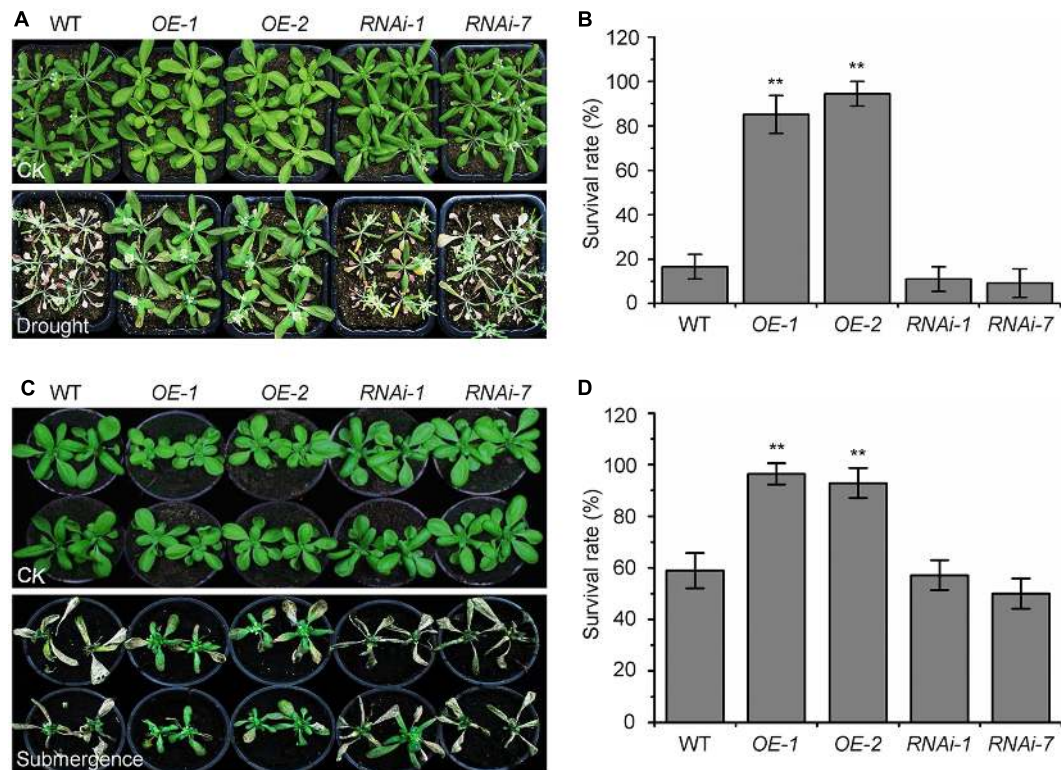 A
WT OE-1 OE-2 RNAi-1 RNAi-7
CK
Drought
B
Survival rate (%)
120
100
80
60
40
20
0
** **
WT OE-1 OE-2 RNAi-1 RNAi-7
C
WT OE-1 OE-2 RNAi-1 RNAi-7
CK
Submergence
D
Survival rate (%)
120
100
80
60
40
20
0
** **
WT OE-1 OE-2 RNAi-1 RNAi-7